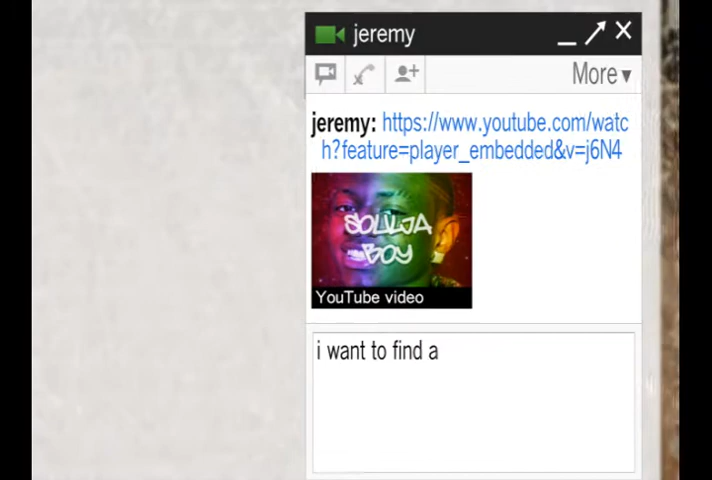 jeremy
More
jeremy: https://www.youtube.com/watc
h?feature=player_embedded&v=j6N4
SOULJA
BOY
YouTube video
i want to find a